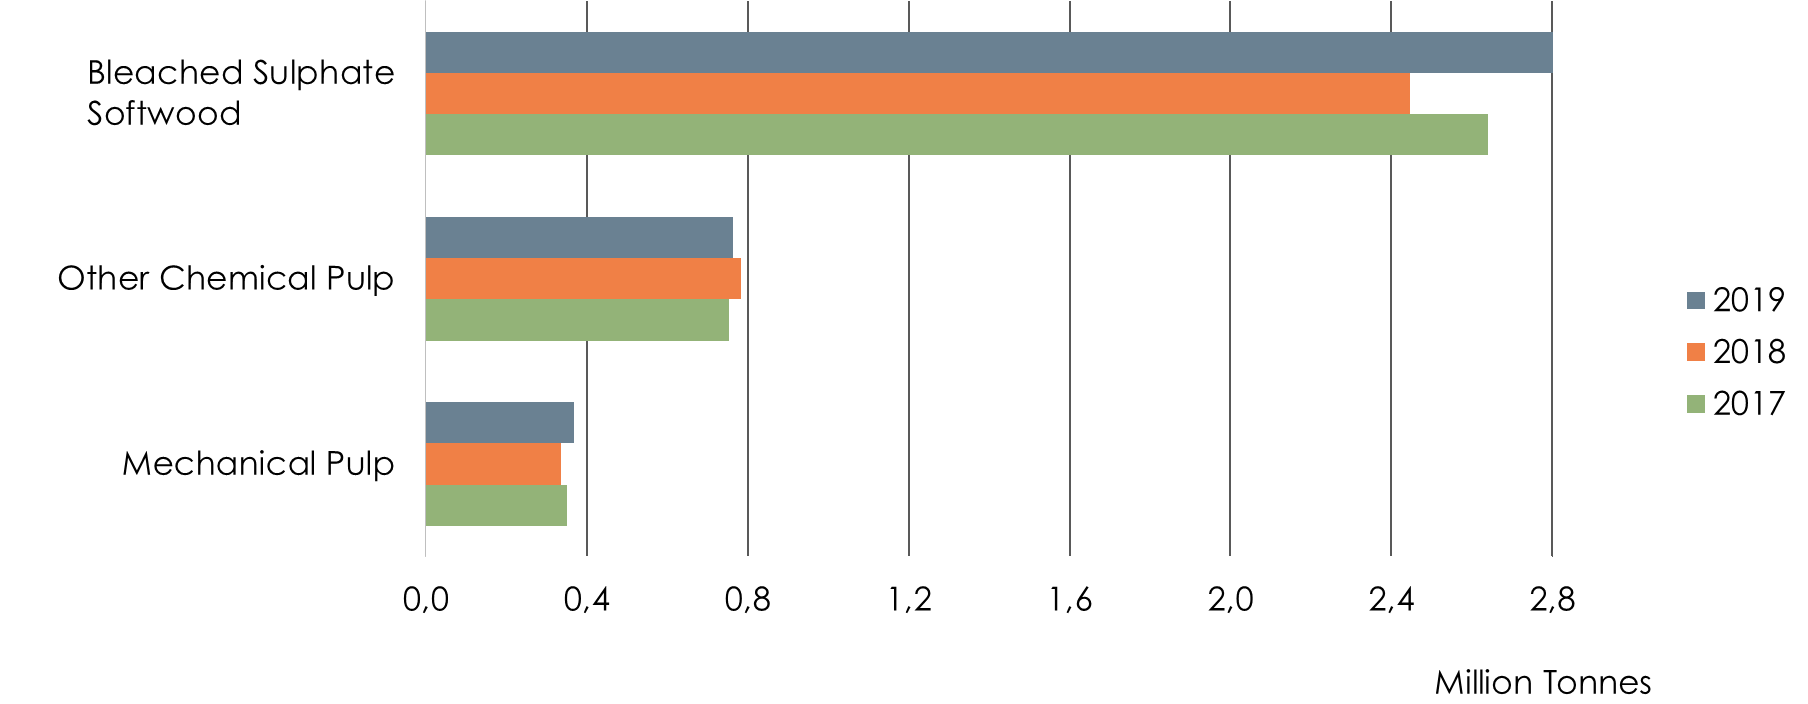 Bleached Sulphate
Softwood
Other Chemical Pulp
Mechanical Pulp
2019
2018
2017
0,0 0,4 0,8 1,2 1,6 2,0 2,4 2,8
Million Tonnes